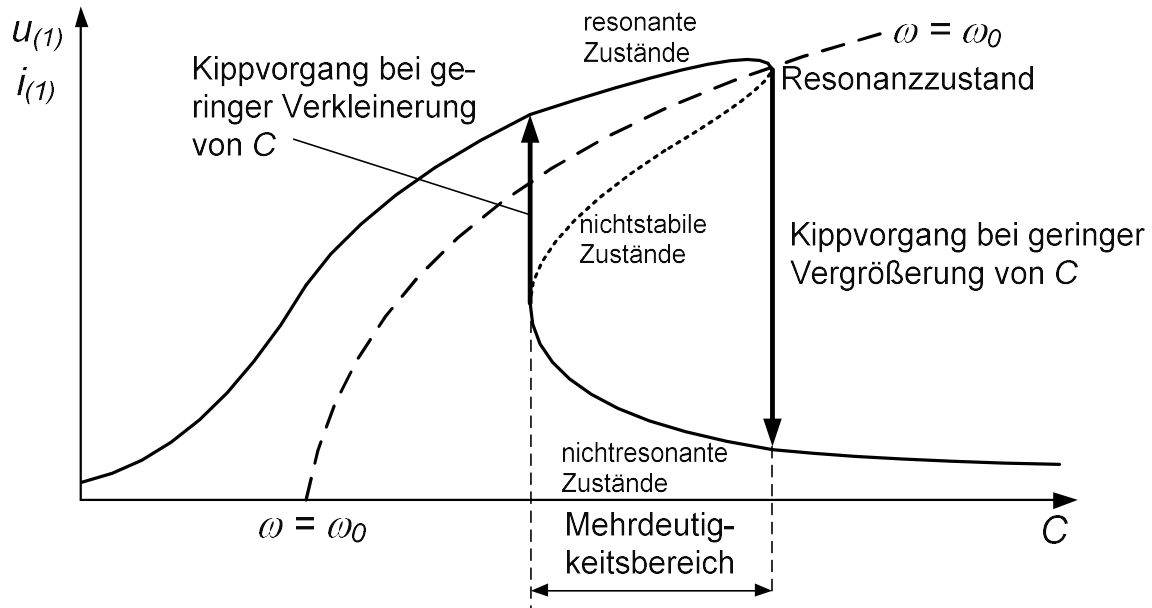 u(1)
i(1)
resonante
Zustände
ω = ω0
Kippvorgang bei ge-
ringer Verkleinerung
von C
Resonanzzustand
nichtstabile
Zustände
Kippvorgang bei geringer
Vergrößerung von C
nichtresonante
Zustände
ω = ω0
Mehrdeutig-
keitsbereich
C